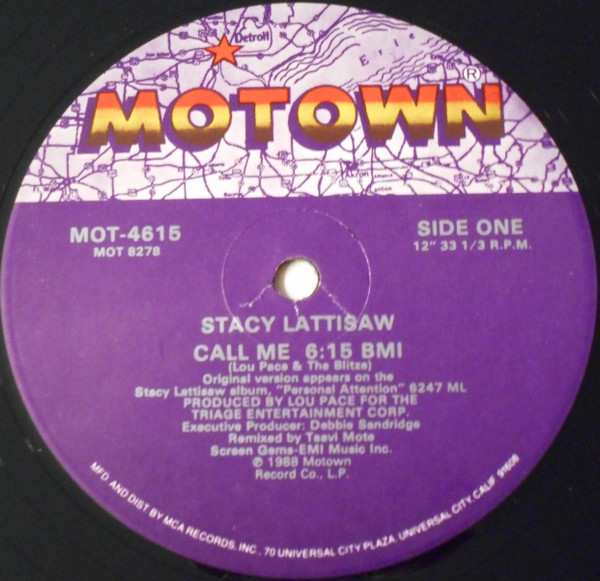 Detroit
Erie
MOTOWN®
Akron
MOT-4615
MOT 8278
SIDE ONE
12" 33 1/3 R.P.M.
STACY LATTISAW
CALL ME 6:15 BMI
(Lou Pace & The Blitze)
Original version appears on the
Stacy Lattisaw album, "Personal Attention" 6247 ML
PRODUCED BY LOU PACE FOR THE
TRIAGE ENTERTAINMENT CORP.
Executive Producer: Debbie Sandridge
Remixed by Tsavi Mote
Screen Gems-EMI Music Inc.
℗ 1988 Motown
Record Co., L.P.
MFD. AND DIST BY MCA RECORDS, INC., 70 UNIVERSAL CITY PLAZA, UNIVERSAL CITY, CALIF. 91608